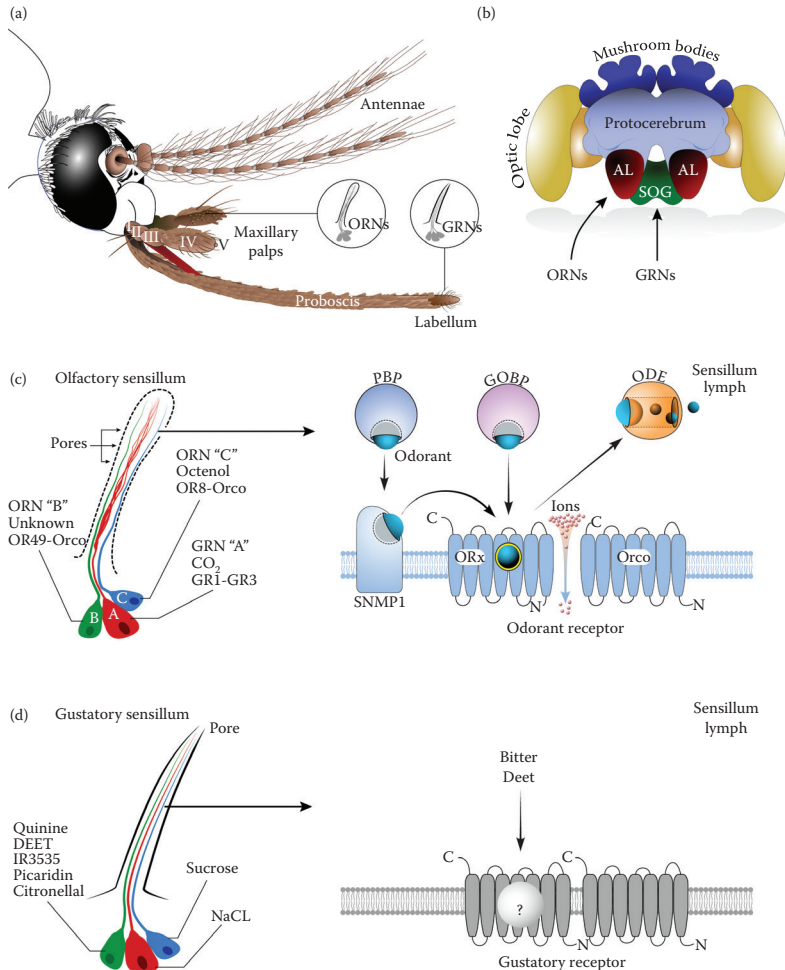 (a)
Antennae
II
III
IV
V
Maxillary
palps
ORNs
GRNs
Proboscis
Labellum
(b)
Mushroom bodies
Optic lobe
Protocerebrum
AL
AL
SOG
ORNs
GRNs
(c)
Olfactory sensillum
Pores
ORN “B”
Unknown
OR49-Orco
ORN “C”
Octenol
OR8-Orco
GRN “A”
CO2
GR1-GR3
B
A
C
PBP
GOBP
ODE
Sensillum
lymph
Odorant
SNMP1
C
ORx
N
Ions
C
Orco
N
Odorant receptor
(d)
Gustatory sensillum
Pore
Quinine
DEET
IR3535
Picaridin
Citronellal
Sucrose
NaCL
Sensillum
lymph
Bitter
Deet
C
C
?
N
N
Gustatory receptor